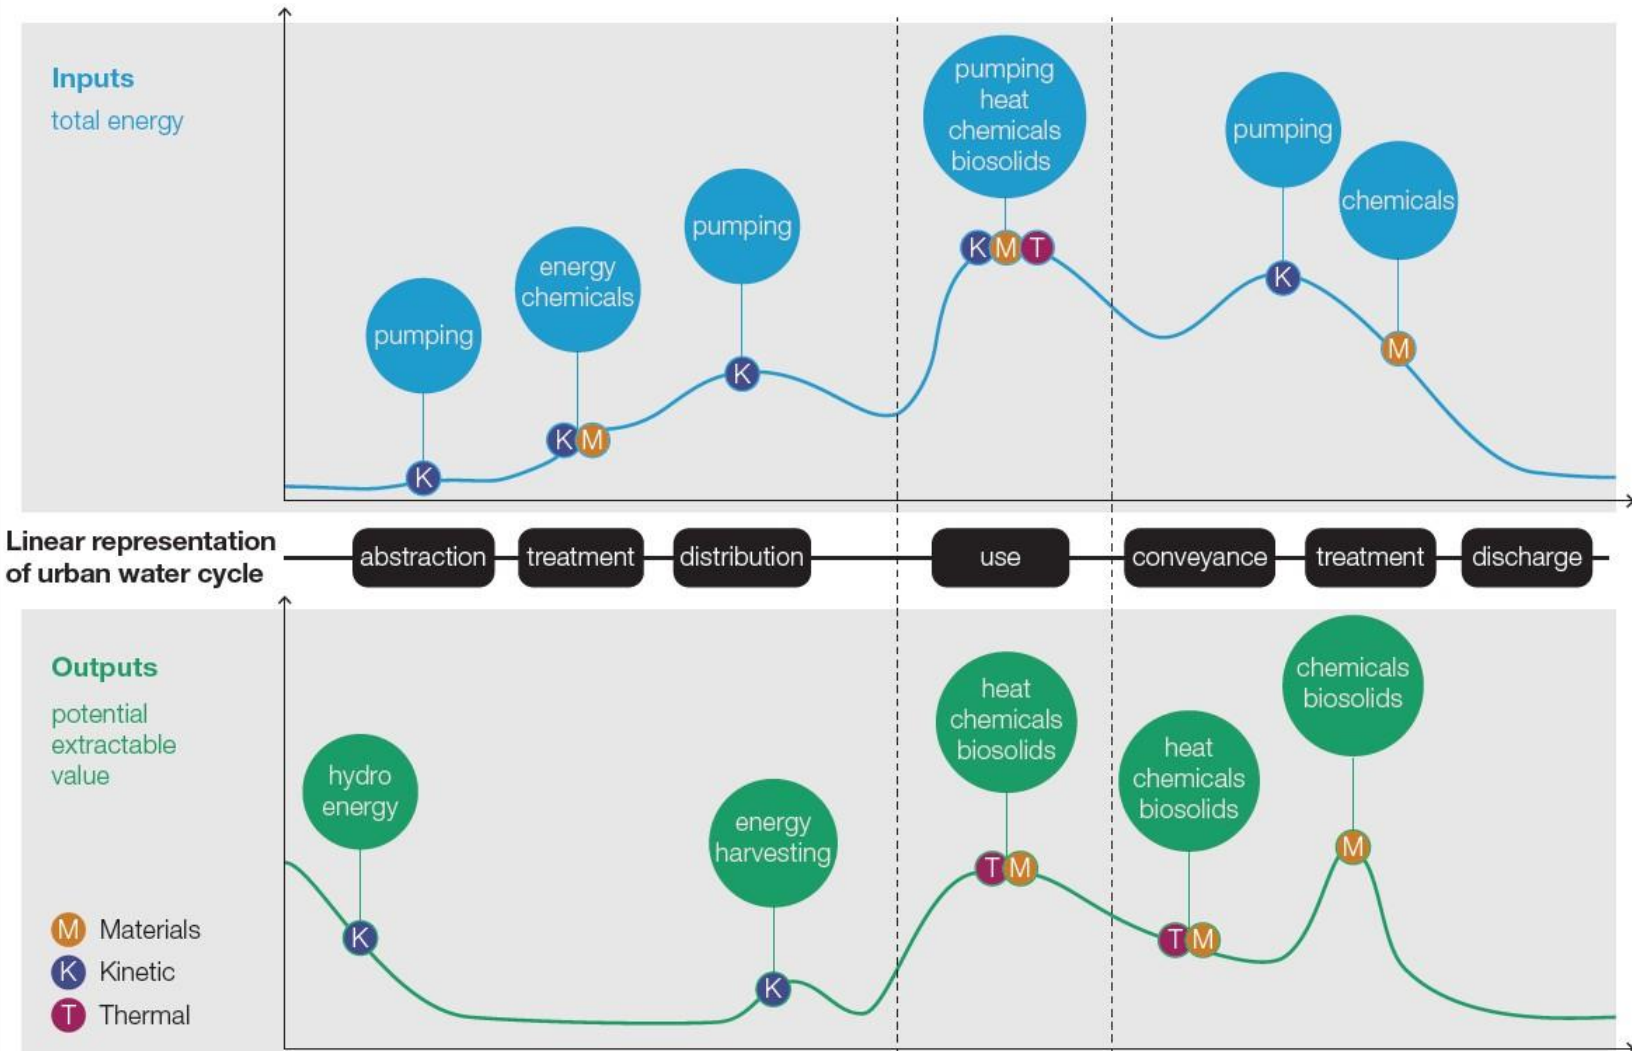 Inputs
total energy
pumping
K
energy
chemicals
K M
pumping
K
pumping
heat
chemicals
biosolids
K M T
pumping
K
chemicals
M
Linear representation
of urban water cycle
abstraction
treatment
distribution
use
conveyance
treatment
discharge
Outputs
potential
extractable
value
hydro
energy
K
energy
harvesting
K
heat
chemicals
biosolids
T M
heat
chemicals
biosolids
T M
chemicals
biosolids
M
M Materials
K Kinetic
T Thermal